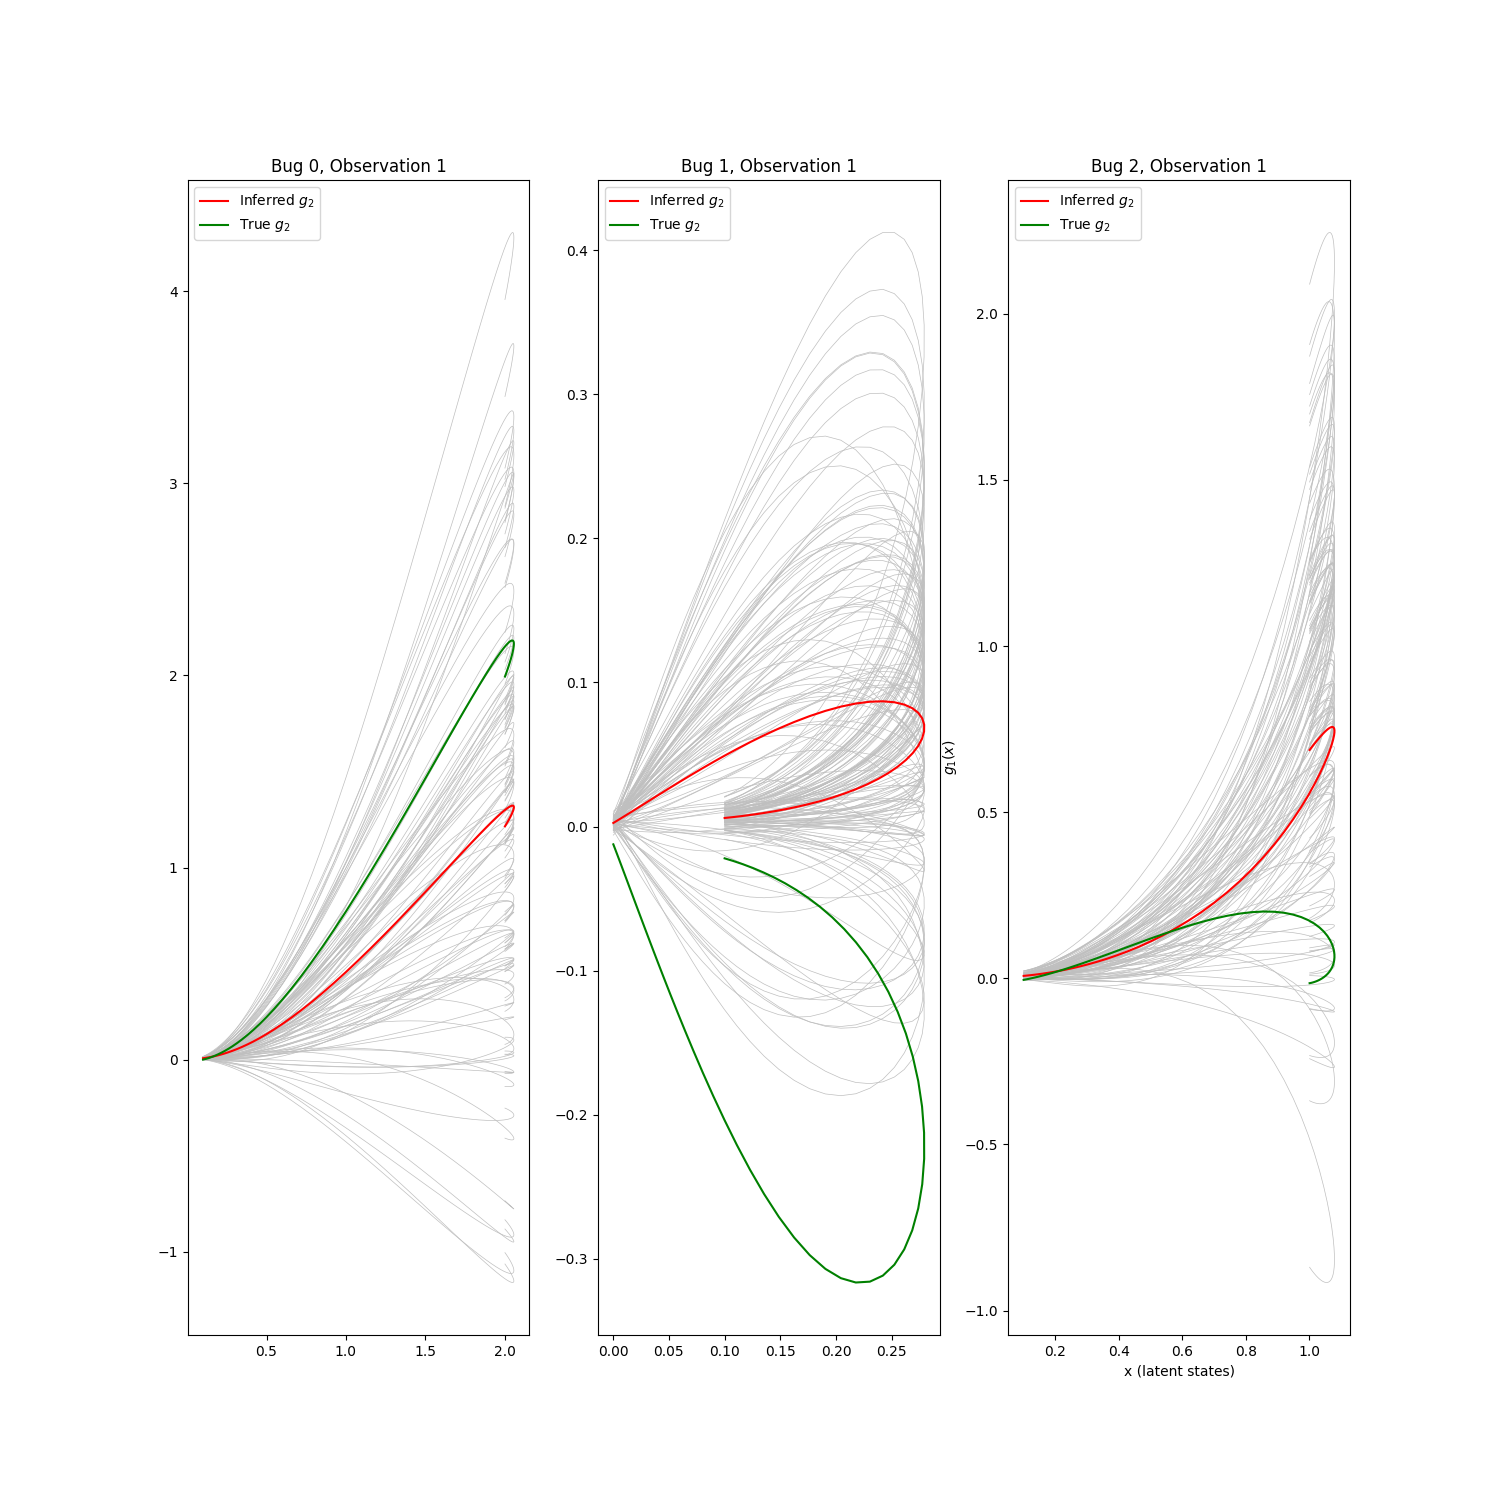 Bug 0, Observation 1
Inferred g₂
True g₂
4
3
2
1
0
−1
0.5 1.0 1.5 2.0
Bug 1, Observation 1
Inferred g₂
True g₂
0.4
0.3
0.2
0.1
0.0
−0.1
−0.2
−0.3
0.00 0.05 0.10 0.15 0.20 0.25
Bug 2, Observation 1
Inferred g₂
True g₂
g₁(x)
2.0
1.5
1.0
0.5
0.0
−0.5
−1.0
0.2 0.4 0.6 0.8 1.0
x (latent states)